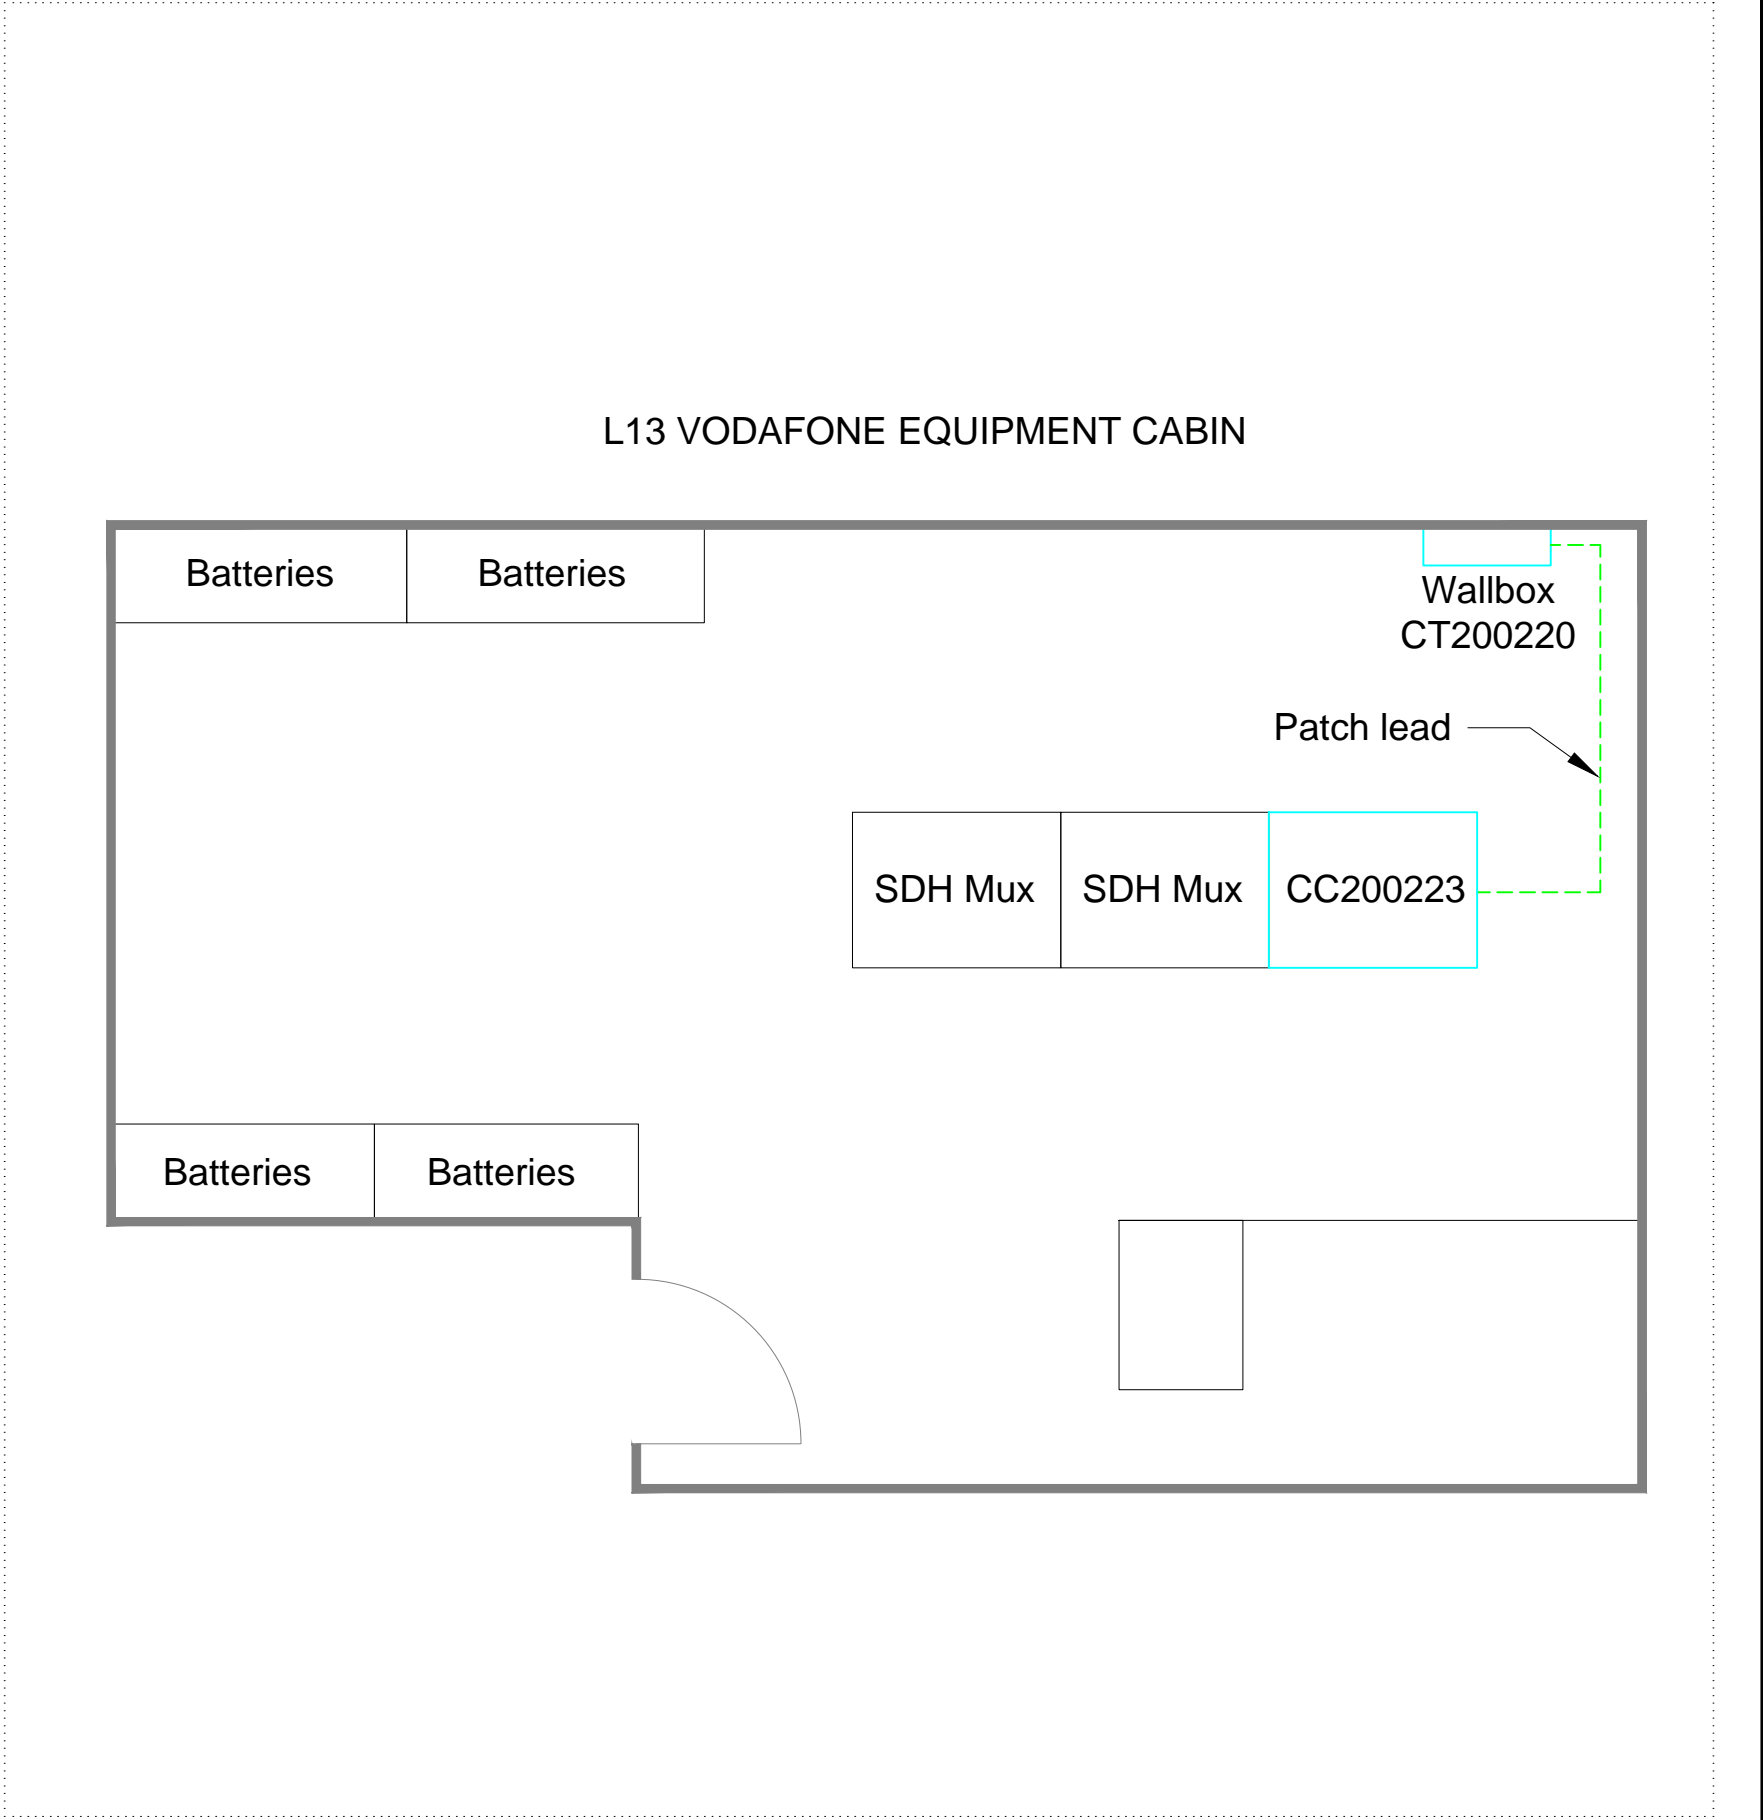 L13 VODAFONE EQUIPMENT CABIN
Batteries
Batteries
Wallbox
CT200220
Patch lead
SDH Mux
SDH Mux
CC200223
Batteries
Batteries